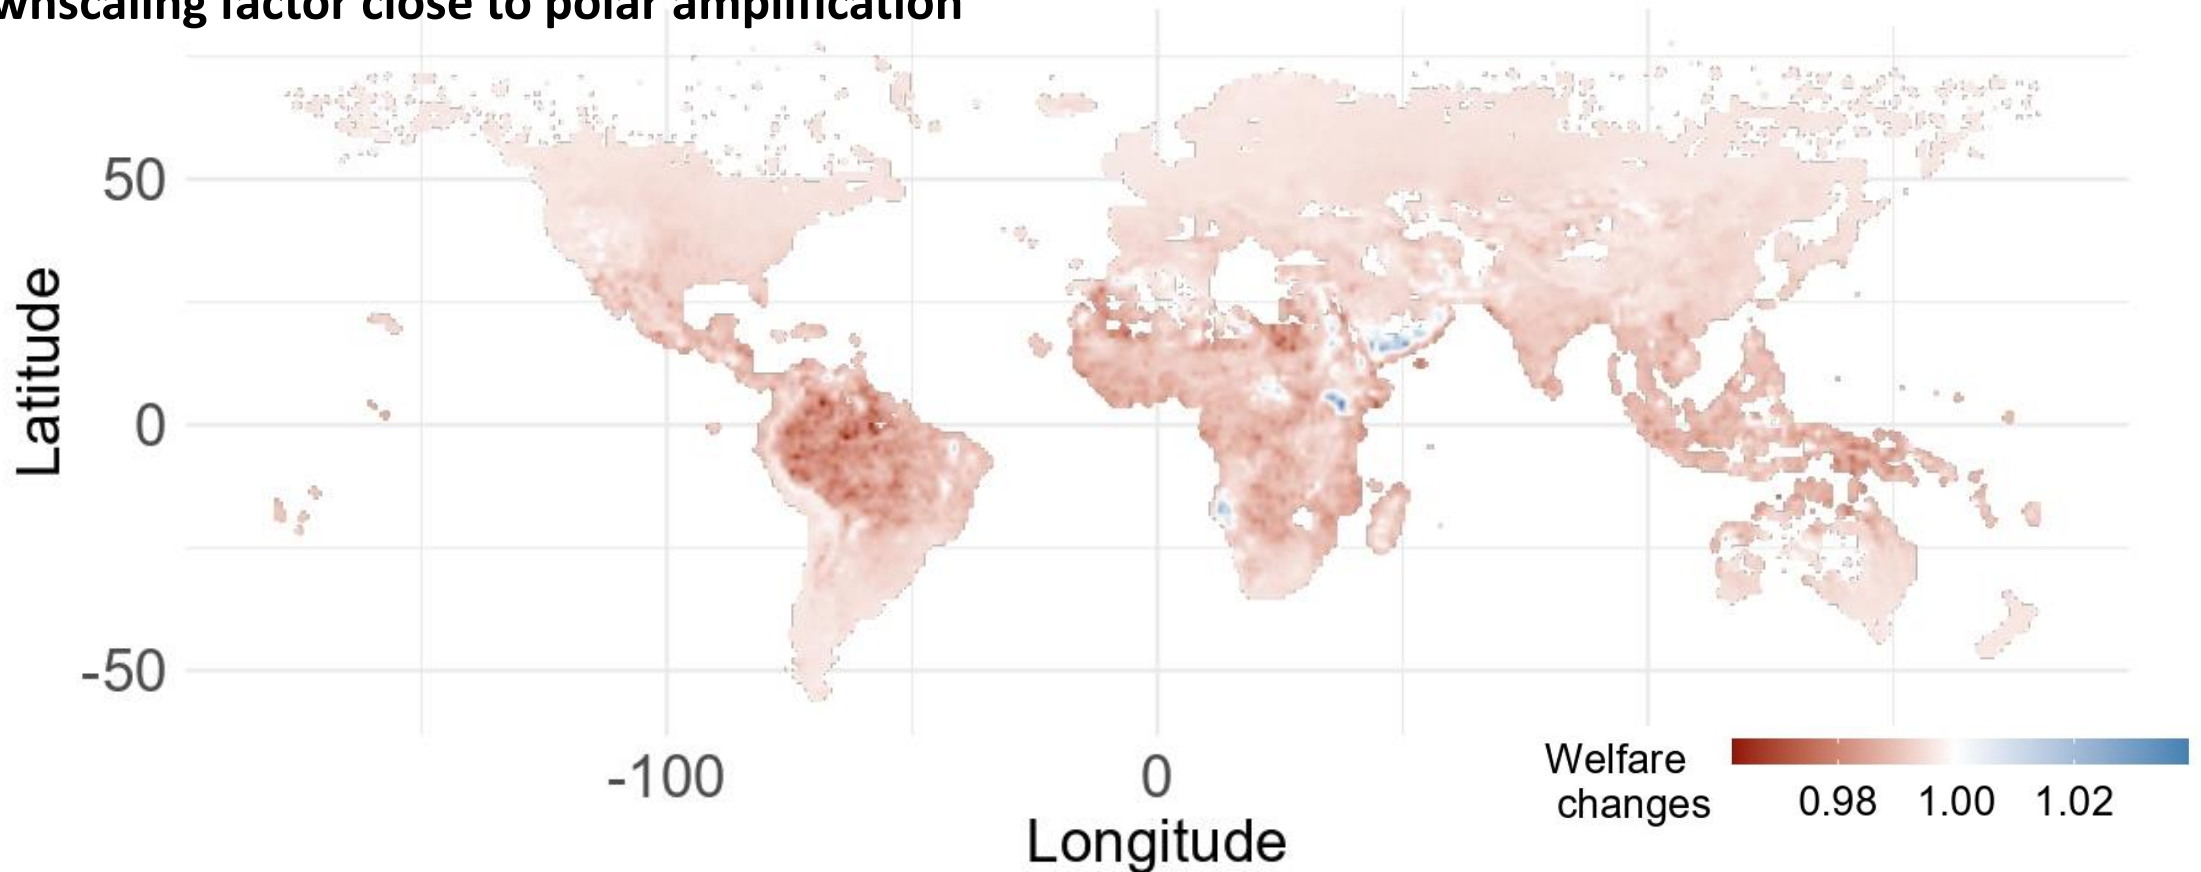 factor close to polar amplification
50
0
-50
Latitude
-100
0
Longitude
Welfare
changes
0.98
1.00
1.02